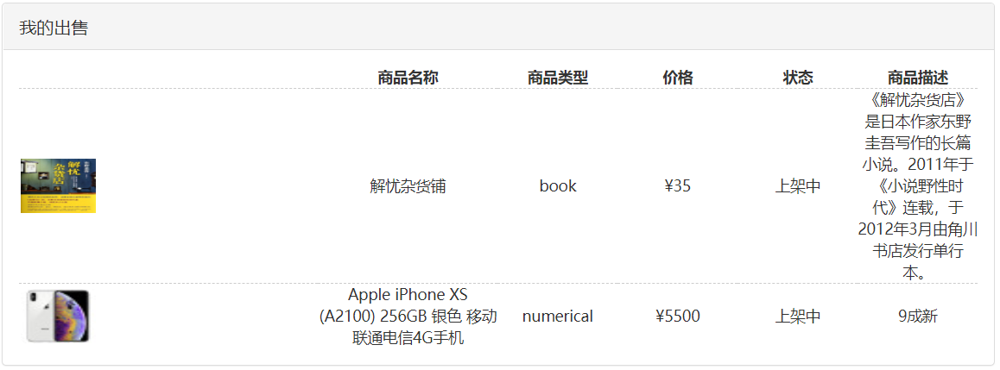 我的出售
商品名称 商品类型 价格 状态 商品描述
《解忧杂货店》
是日本作家东野
圭吾写作的长篇
小说。2011年于
解忧杂货铺 book ¥35 上架中 《小说野性时
代》连载，于
2012年3月由角川
书店发行单行
本。
解忧
杂货店
Apple iPhone XS
(A2100) 256GB 银色 移动 numerical ¥5500 上架中 9成新
联通电信4G手机